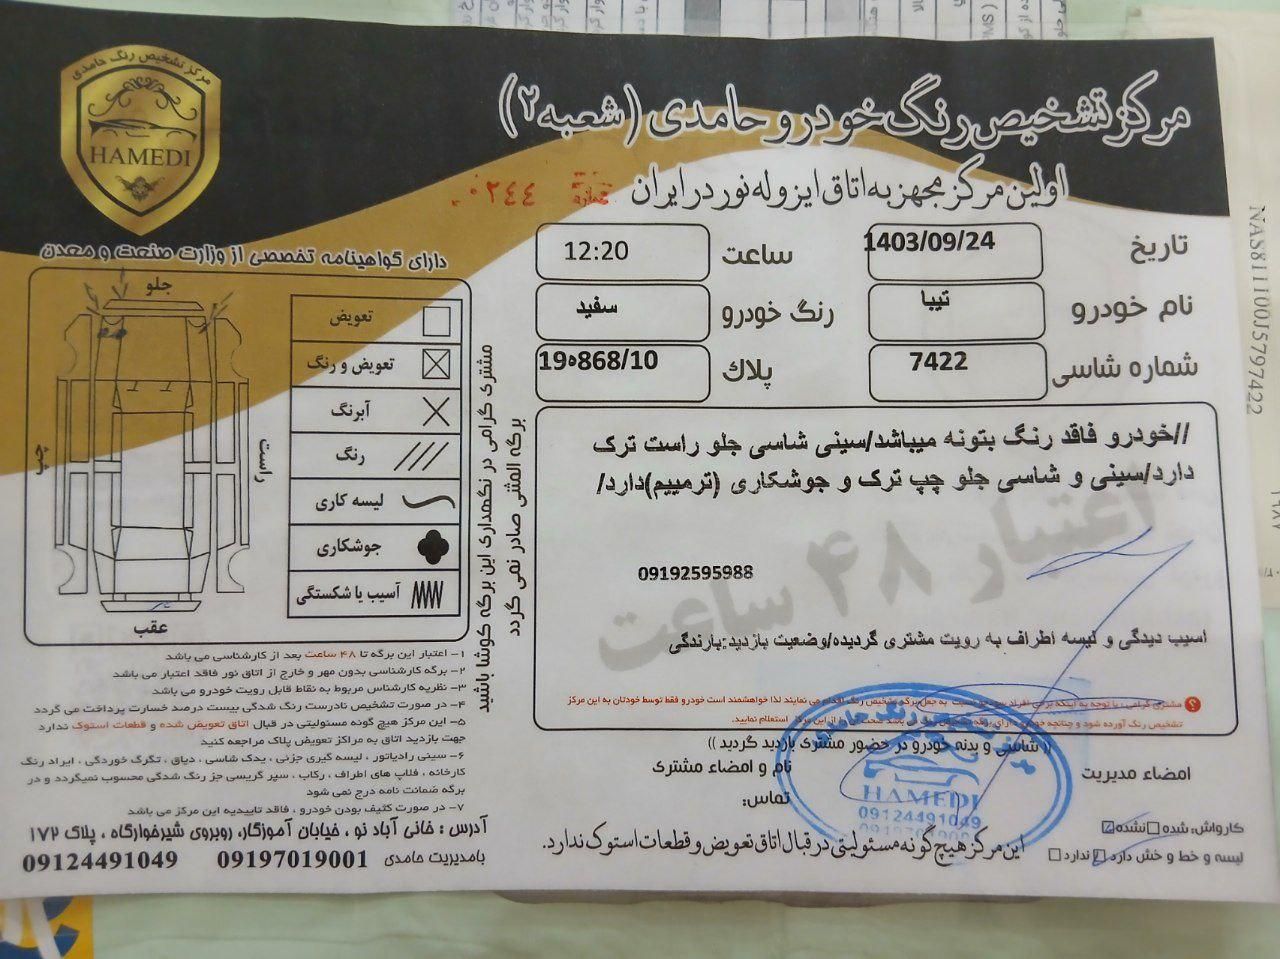 مرکز تشخیص رنگ حامدی
HAMEDI
مرکز تشخیص رنگ خودرو حامدی (شعبه ۲)
اولین مرکز مجهز به اتاق ایزوله نور در ایران
شماره ۰۲۴۴
دارای گواهینامه تخصصی از وزارت صنعت و معدن
تاریخ 1403/09/24 ساعت 12:20
نام خودرو تیبا رنگ خودرو سفید
شماره شاسی 7422 پلاک 19ه868/10
//خودرو فاقد رنگ بتونه میباشد/سینی شاسی جلو راست ترک
دارد/سینی و شاسی جلو چپ ترک و جوشکاری (ترمییم)دارد/
اعتبار ۴۸ ساعت
09192595988
اسیب دیدگی و لیسه اطراف به رویت مشتری گردیده/وضعیت بازدید:بارندگی
تشخیص رنگ آورده شود و چنانچه
استعلام نمایید.
(( شاسی و بدنه خودرو در حضور مشتری بازدید گردید ))
امضاء مدیریت
نام و امضاء مشتری
تماس:
HAMEDI
09124491049
کارواش: شده نشده
لیسه و خط و خش دارد ندارد
این مرکز هیچ گونه مسئولیتی در قبال اتاق تعویض و قطعات استوک ندارد.
مشتری گرامی در نگهداری این برگه کوشا باشید
برگه المثنی صادر نمی گردد
جلو
چپ
راست
عقب
تعویض
تعویض و رنگ
آبرنگ
رنگ
لیسه کاری
جوشکاری
آسیب یا شکستگی
۱- اعتبار این برگه تا ۴۸ ساعت بعد از کارشناسی می باشد
۲- برگه کارشناسی بدون مهر و خارج از اتاق نور فاقد اعتبار می باشد
۳- نظریه کارشناس مربوط به نقاط قابل رویت خودرو می باشد
۴- در صورت تشخیص نادرست رنگ شدگی بیست درصد خسارت پرداخت می گردد
۵- این مرکز هیچ گونه مسئولیتی در قبال اتاق تعویض شده و قطعات استوک ندارد
جهت بازدید اتاق به مراکز تعویض پلاک مراجعه کنید
۶- سینی رادیاتور ، لیسه گیری جزئی ، یدک شاسی ، دیاق ، تگرگ خوردگی ، ایراد رنگ
کارخانه ، فلاپ های اطراف ، رکاب ، سپر گریسی جز رنگ شدگی محسوب نمیگردد و در
برگه ضمانت نامه درج نمی شود
۷- در صورت کثیف بودن خودرو ، فاقد تاییدیه این مرکز می باشد
آدرس : خانی آباد نو ، خیابان آموزگار، روبروی شیرخوارگاه ، پلاک ۱۷۲
بامدیریت حامدی 09197019001 09124491049
NAS811100J5797422